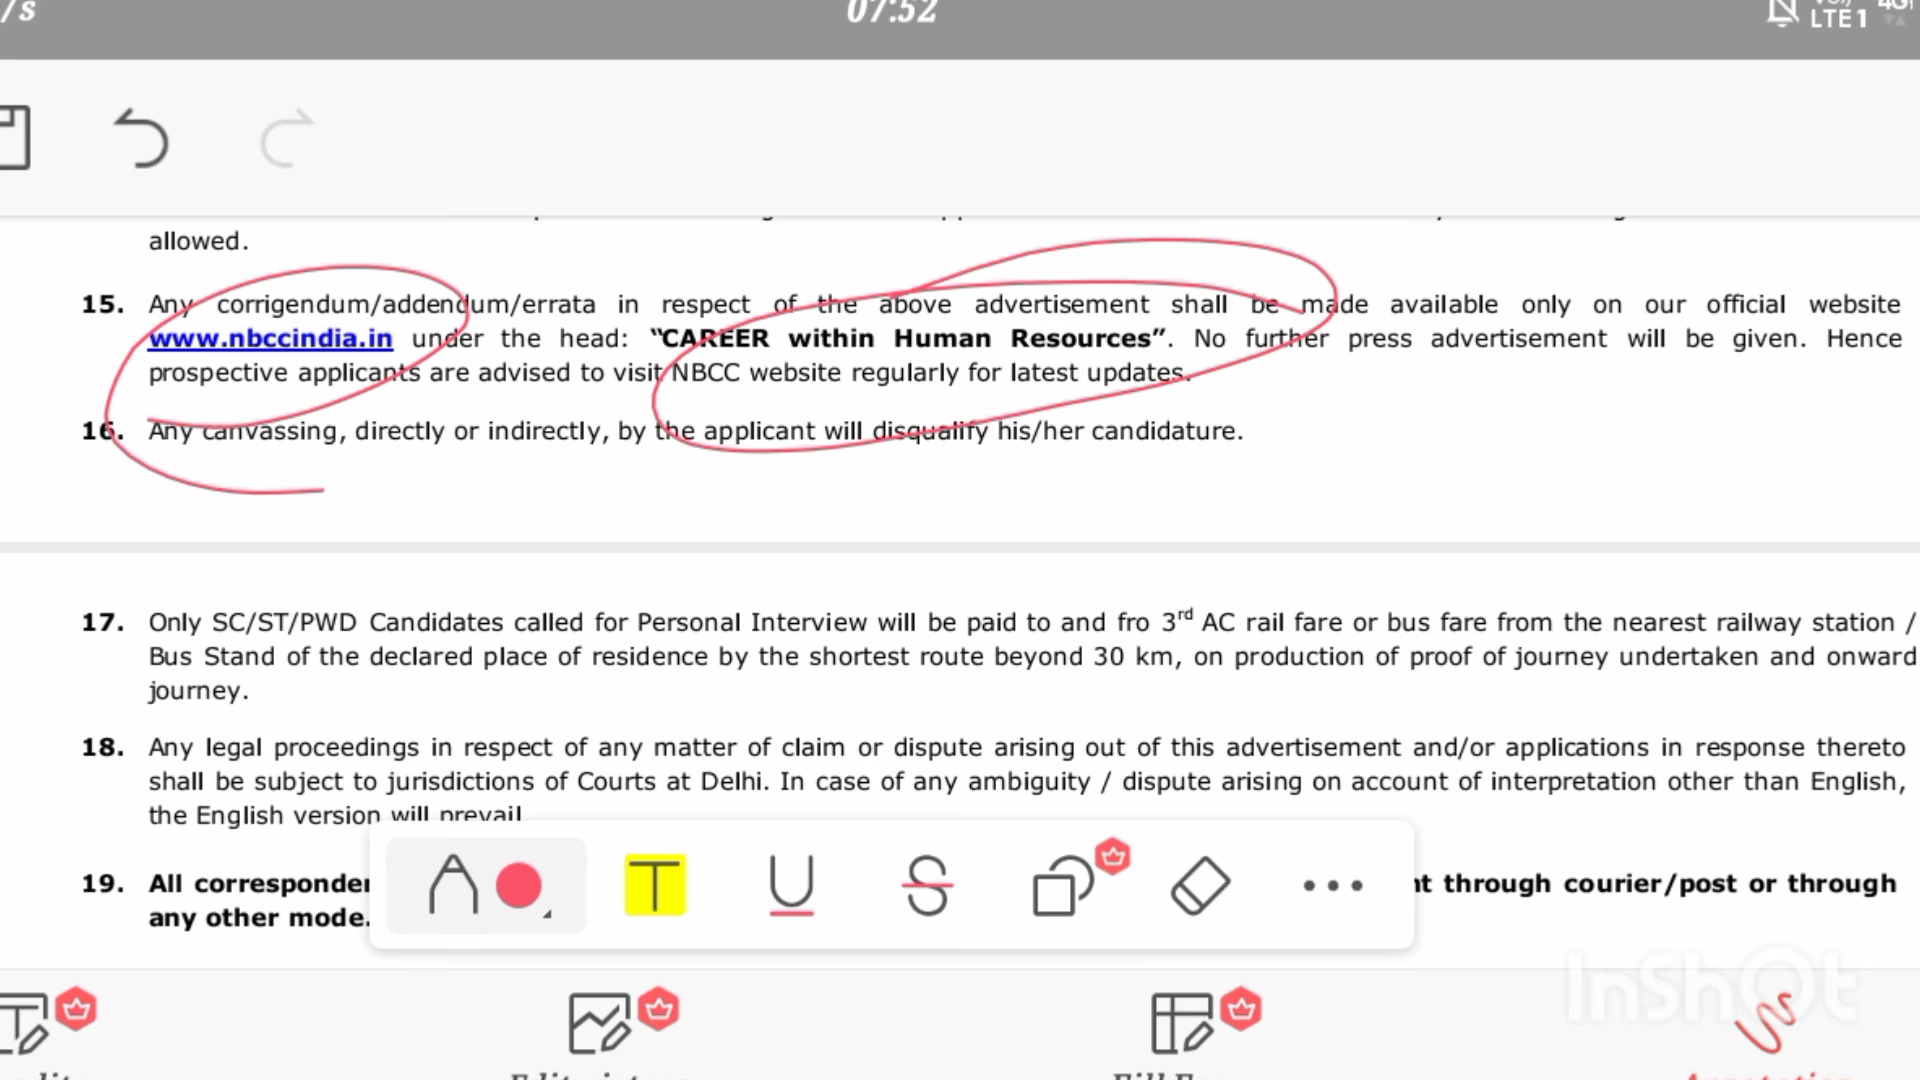 /s 07:52 LTE1 4G
allowed.
15. Any corrigendum/addendum/errata in respect of the above advertisement shall be made available only on our official website
www.nbccindia.in under the head: “CAREER within Human Resources”. No further press advertisement will be given. Hence
prospective applicants are advised to visit NBCC website regularly for latest updates.
16. Any canvassing, directly or indirectly, by the applicant will disqualify his/her candidature.
17. Only SC/ST/PWD Candidates called for Personal Interview will be paid to and fro 3rd AC rail fare or bus fare from the nearest railway station /
Bus Stand of the declared place of residence by the shortest route beyond 30 km, on production of proof of journey undertaken and onward
journey.
18. Any legal proceedings in respect of any matter of claim or dispute arising out of this advertisement and/or applications in response thereto
shall be subject to jurisdictions of Courts at Delhi. In case of any ambiguity / dispute arising on account of interpretation other than English,
the English version will prevail
19. All through courier/post or through
any other mode.
InShOt